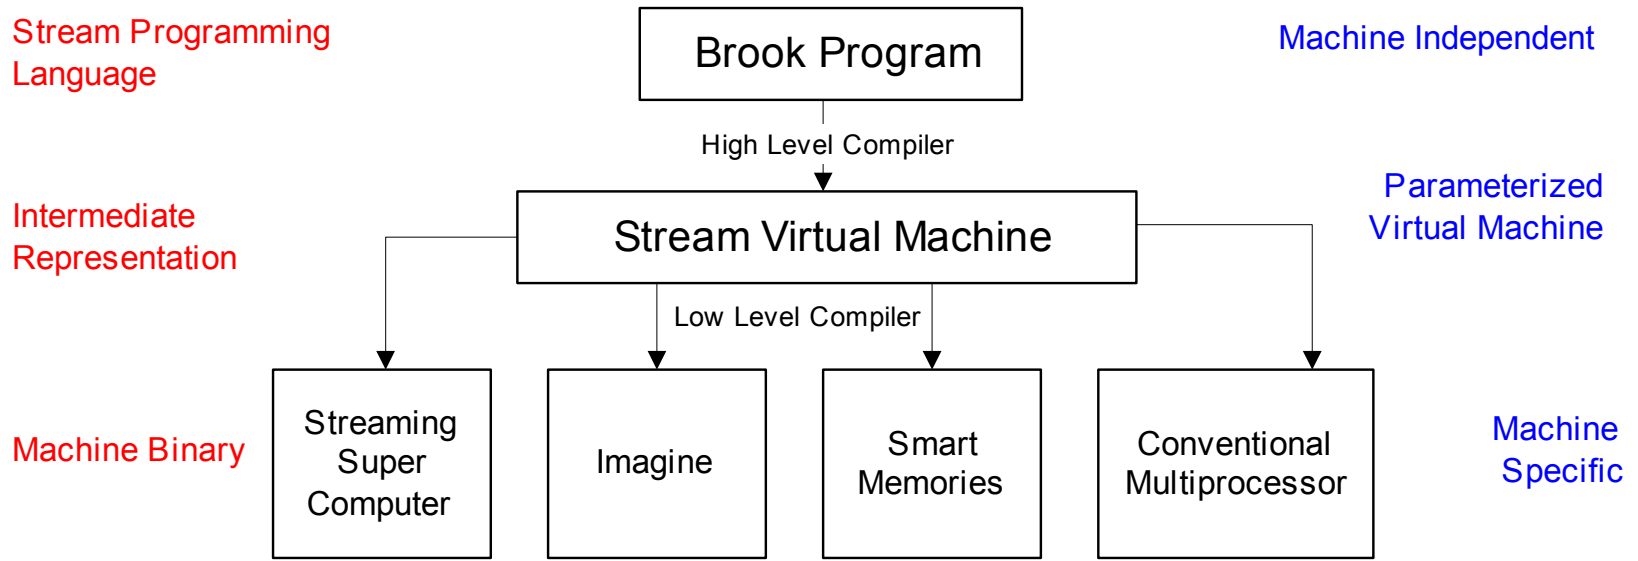 Stream Programming
Language
Brook Program
Machine Independent
High Level Compiler
Intermediate
Representation
Stream Virtual Machine
Parameterized
Virtual Machine
Low Level Compiler
Machine Binary
Streaming
Super
Computer
Imagine
Smart
Memories
Conventional
Multiprocessor
Machine
Specific